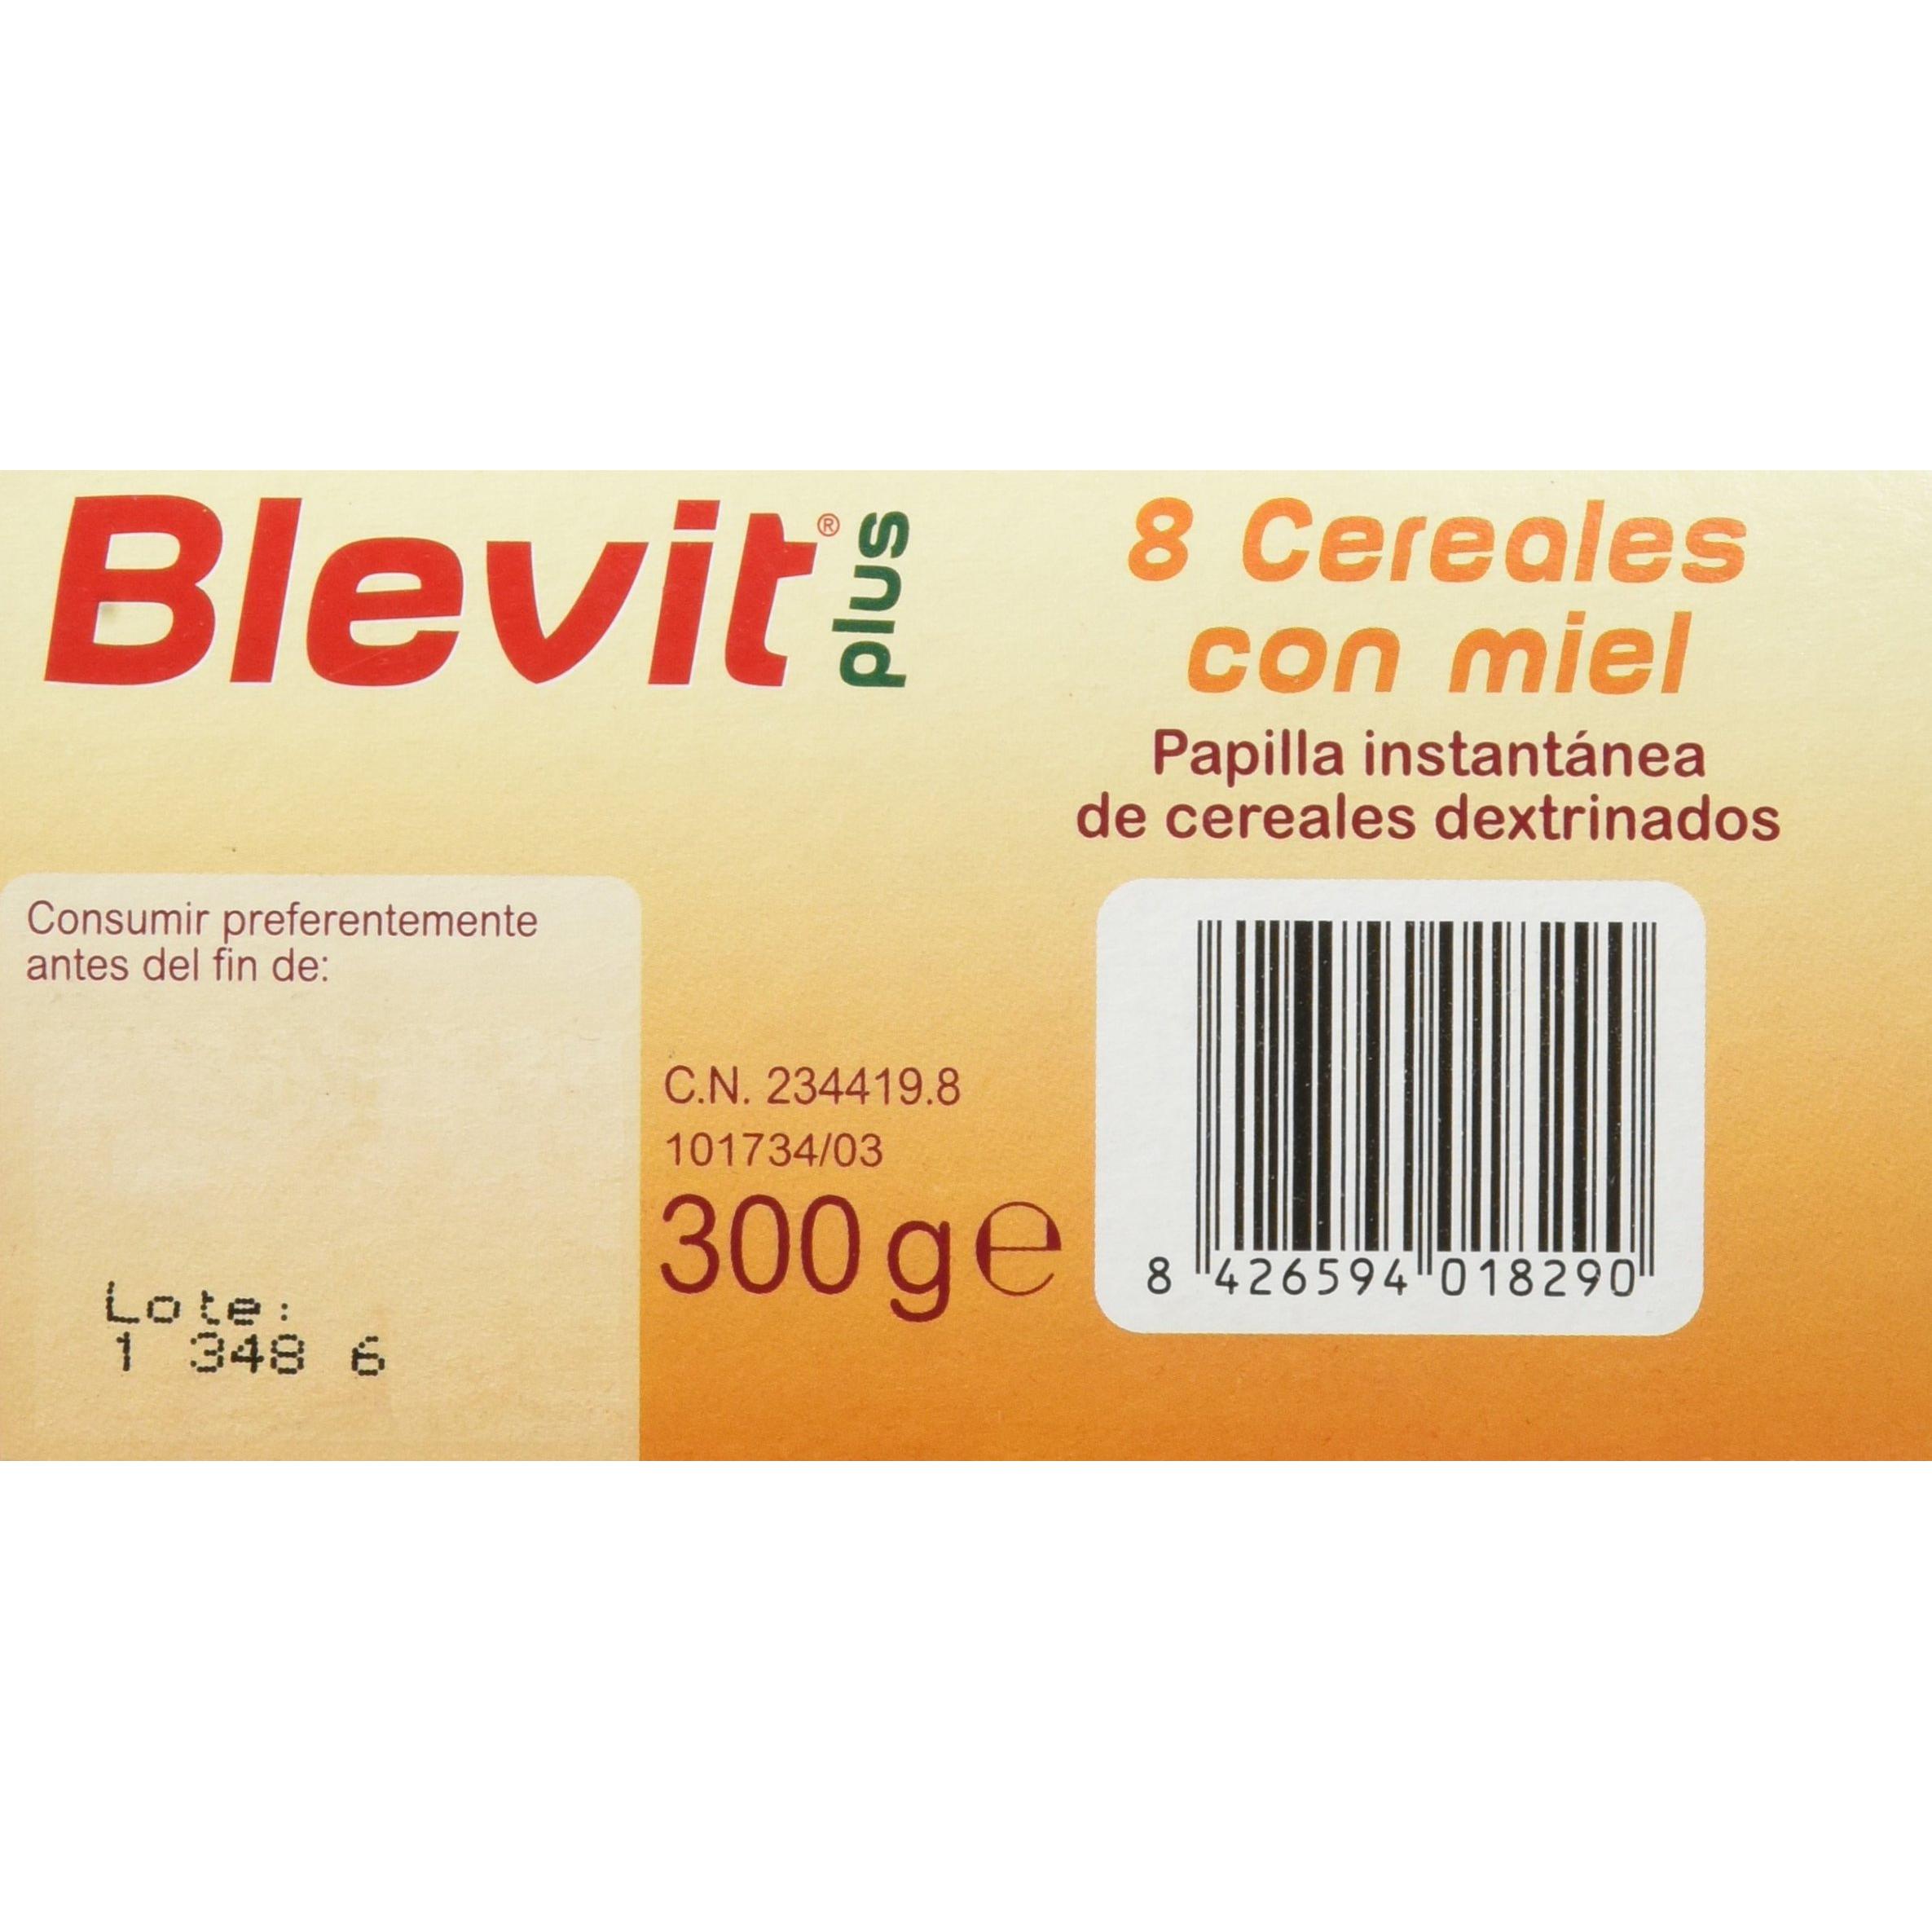 Blevit® plus
8 Cereales
con miel
Papilla instantánea
de cereales dextrinados
Consumir preferentemente
antes del fin de:
Lote:
1 348 6
C.N. 234419.8
101734/03
300 g ℮
8 426594 018290